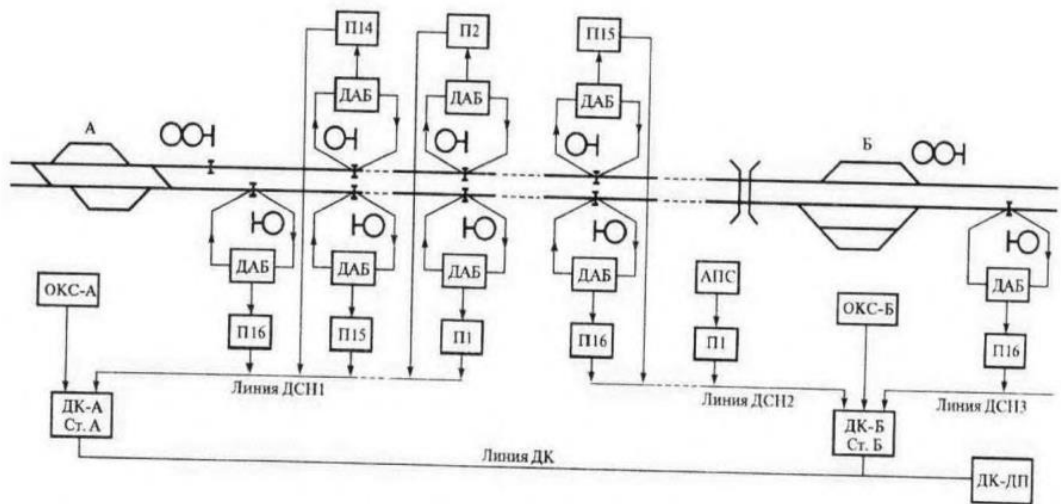 П14 П2 П15
ДАБ ДАБ ДАБ
А Б
ДАБ ДАБ ДАБ ДАБ АПС ДАБ
ОКС-А ОКС-Б
П16 П15 П1 П16 П1 П16
Линия ДСН1 Линия ДСН2 Линия ДСН3
ДК-А
Ст. А
ДК-Б
Ст. Б
Линия ДК
ДК-ДП